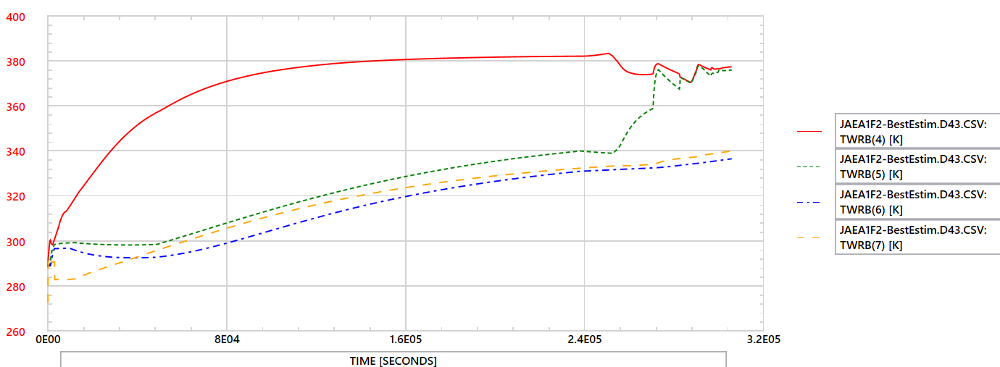 400
380
360
340
320
300
280
260
0E00
8E04
1.6E05
2.4E05
3.2E05
TIME [SECONDS]
JAEA1F2-BestEstim.D43.CSV:
TWRB(4) [K]
JAEA1F2-BestEstim.D43.CSV:
TWRB(5) [K]
JAEA1F2-BestEstim.D43.CSV:
TWRB(6) [K]
JAEA1F2-BestEstim.D43.CSV:
TWRB(7) [K]